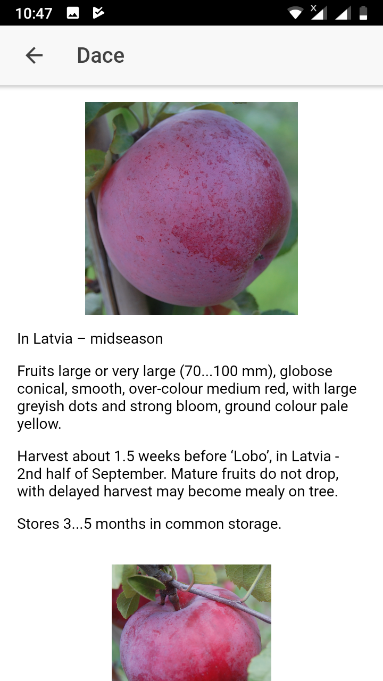 10:47
x
Dace
In Latvia – midseason
Fruits large or very large (70...100 mm), globose
conical, smooth, over-colour medium red, with large
greyish dots and strong bloom, ground colour pale
yellow.
Harvest about 1.5 weeks before ‘Lobo’, in Latvia -
2nd half of September. Mature fruits do not drop,
with delayed harvest may become mealy on tree.
Stores 3...5 months in common storage.